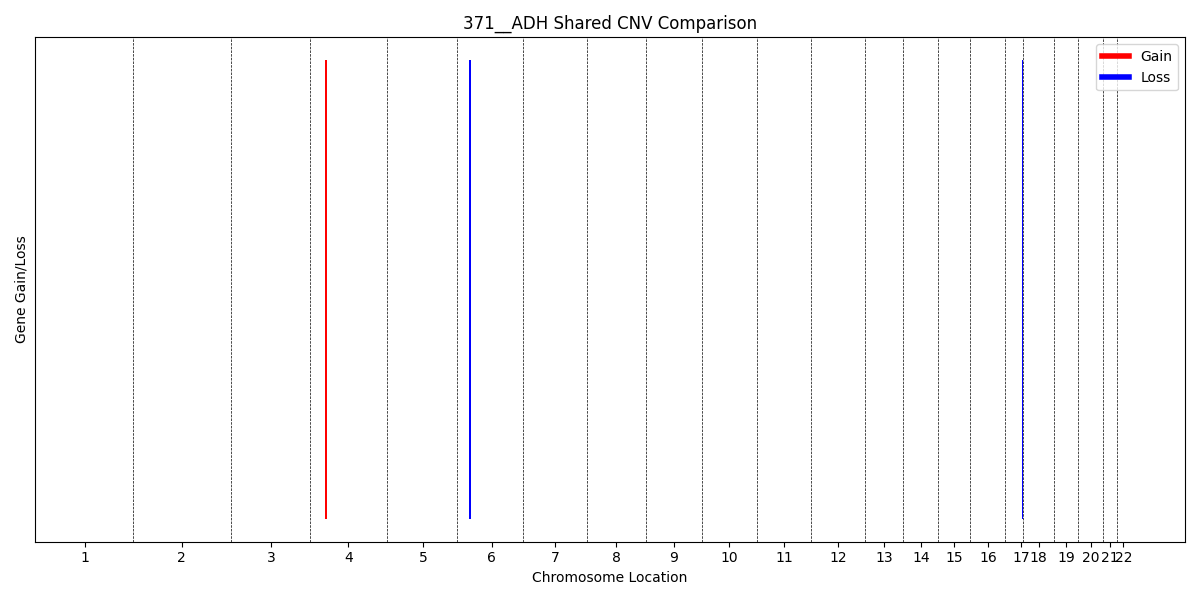 371__ADH Shared CNV Comparison
Gain
Loss
Gene Gain/Loss
1 2 3 4 5 6 7 8 9 10 11 12 13 14 15 16 17 18 19 20 21 22
Chromosome Location